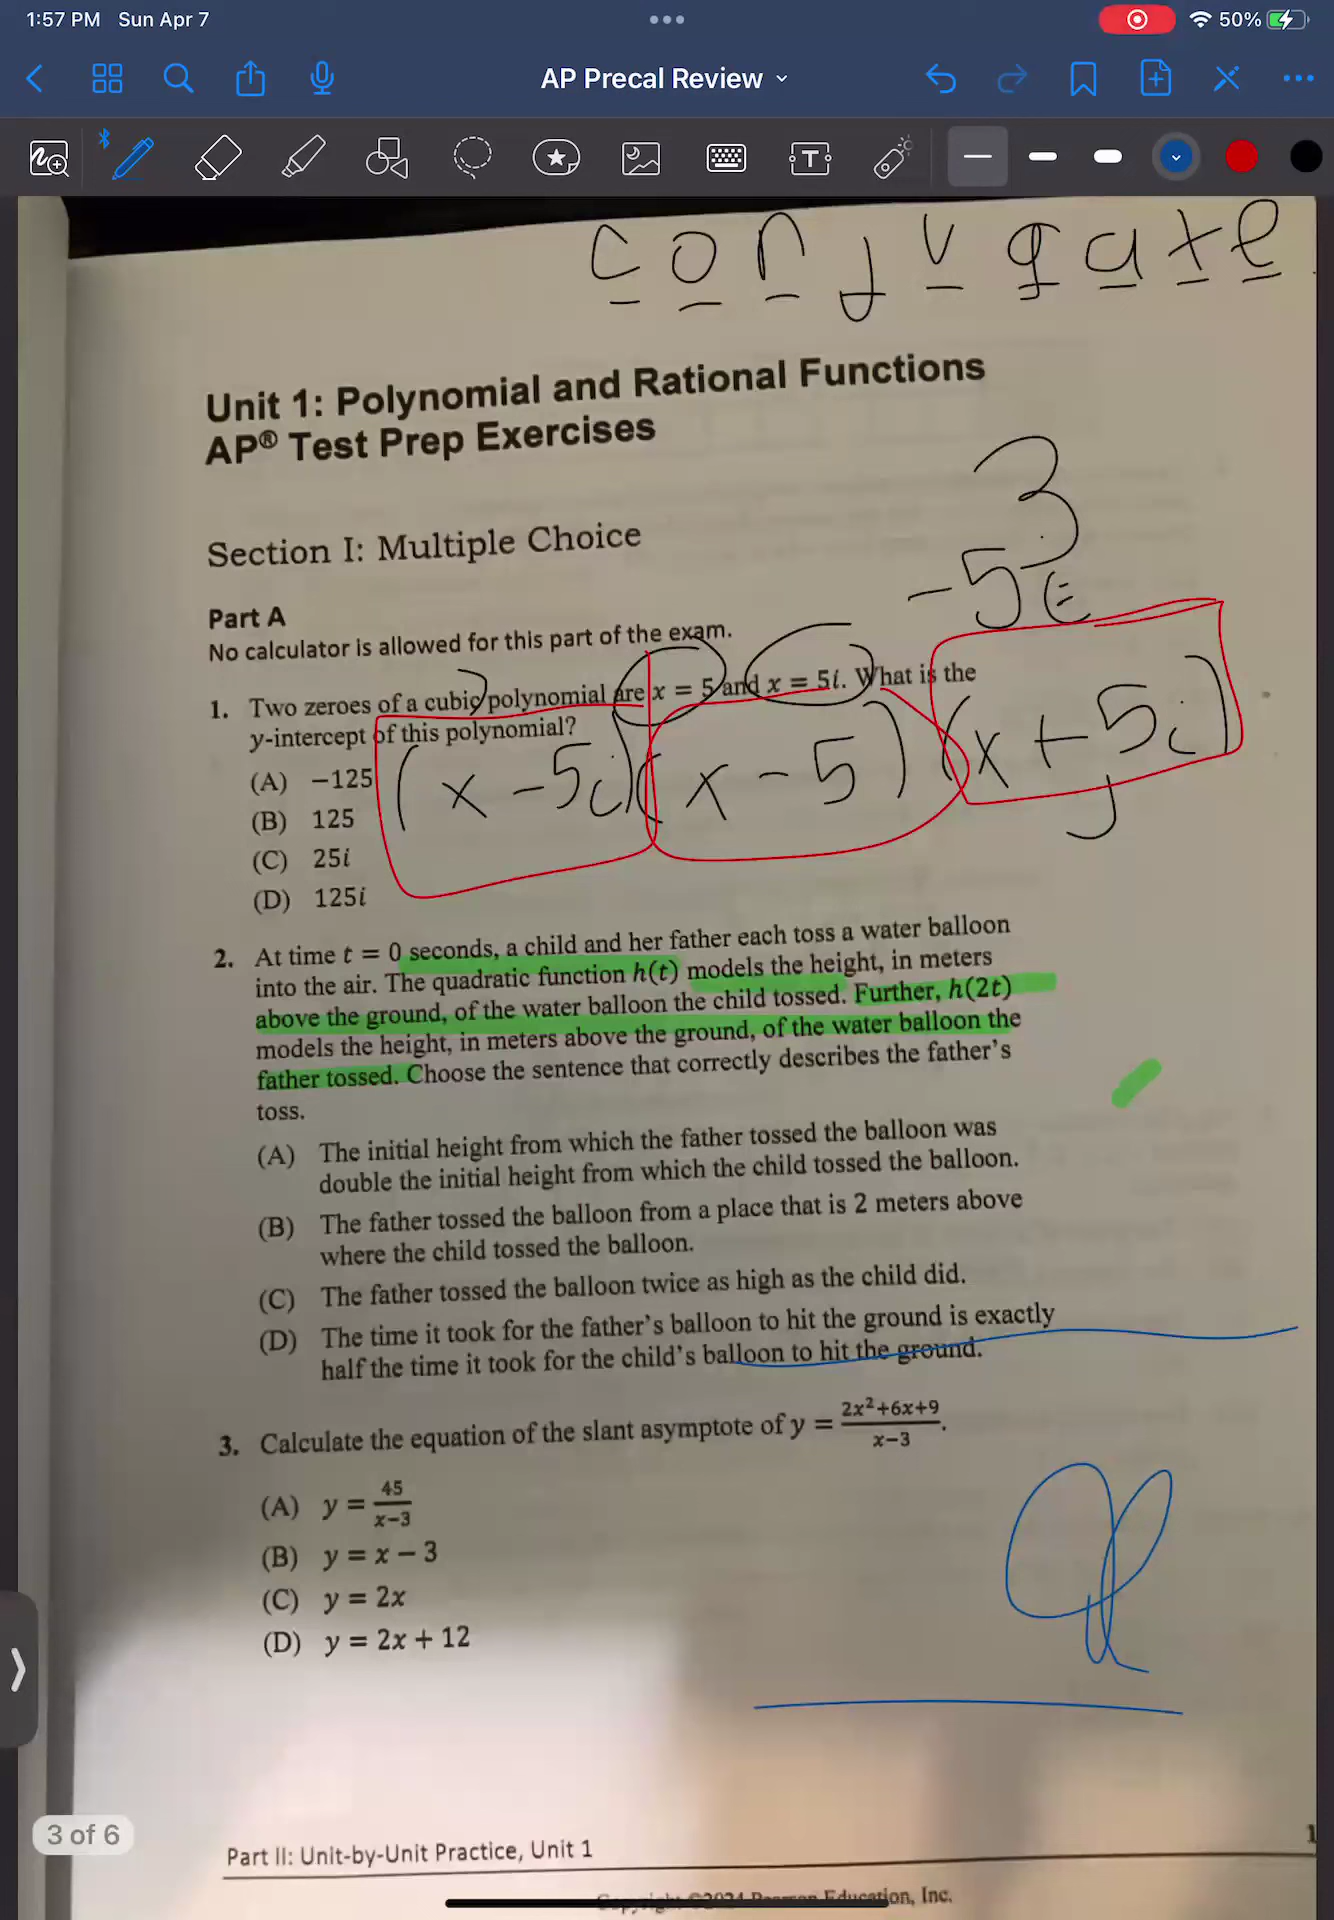 1:57 PM Sun Apr 7
50%
AP Precal Review
T
conjugate
Unit 1: Polynomial and Rational Functions
AP® Test Prep Exercises
3
-5i
Section I: Multiple Choice
Part A
No calculator is allowed for this part of the exam.
1. Two zeroes of a cubic polynomial are x = 5 and x = 5i. What is the
y-intercept of this polynomial?
(x-5i)(x-5)(x+5i)
(A) −125
(B) 125
(C) 25i
(D) 125i
2. At time t = 0 seconds, a child and her father each toss a water balloon
into the air. The quadratic function h(t) models the height, in meters
above the ground, of the water balloon the child tossed. Further, h(2t)
models the height, in meters above the ground, of the water balloon the
father tossed. Choose the sentence that correctly describes the father's
toss.
(A) The initial height from which the father tossed the balloon was
double the initial height from which the child tossed the balloon.
(B) The father tossed the balloon from a place that is 2 meters above
where the child tossed the balloon.
(C) The father tossed the balloon twice as high as the child did.
(D) The time it took for the father's balloon to hit the ground is exactly
half the time it took for the child's balloon to hit the ground.
3. Calculate the equation of the slant asymptote of y = (2x²+6x+9)/(x−3).
(A) y = 45/(x−3)
(B) y = x − 3
(C) y = 2x
(D) y = 2x + 12
3 of 6
Part II: Unit-by-Unit Practice, Unit 1
1
Copyright ©2024 Pearson Education, Inc.